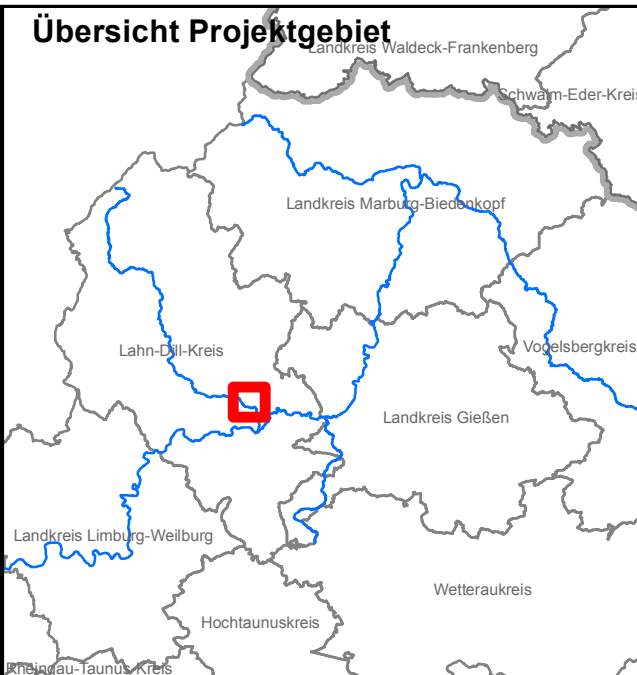 Übersicht Projektgebiet
Landkreis Waldeck-Frankenberg
Schwalm-Eder-Kreis
Landkreis Marburg-Biedenkopf
Vogelsbergkreis
Lahn-Dill-Kreis
Landkreis Gießen
Landkreis Limburg-Weilburg
Wetteraukreis
Hochtaunuskreis
Rheingau-Taunus-Kreis